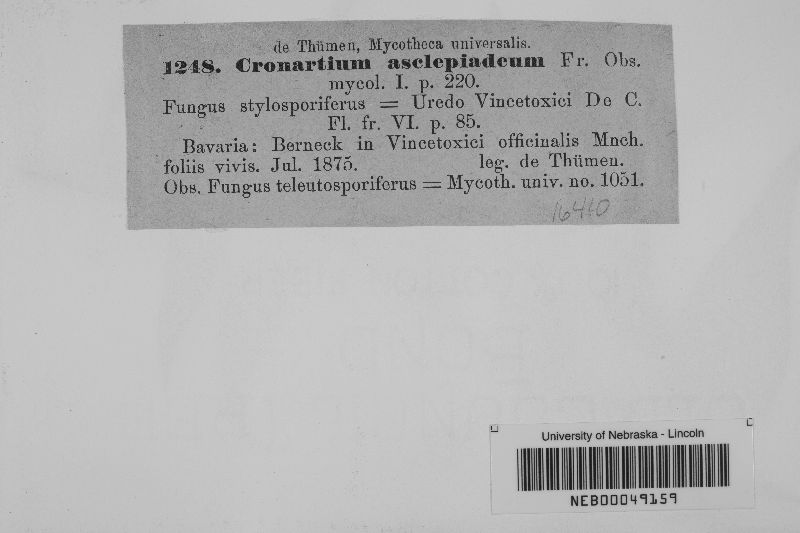 de Thümen, Mycotheca universalis.
1248. Cronartium asclepiadeum Fr. Obs.
mycol. I. p. 220.
Fungus stylosporiferus = Uredo Vincetoxici De C.
Fl. fr. VI. p. 85.
Bavaria: Berneck in Vincetoxici officinalis Mnch.
foliis vivis. Jul. 1875. leg. de Thümen.
Obs. Fungus teleutosporiferus = Mycoth. univ. no. 1051.
16410
University of Nebraska - Lincoln
NEB00049159